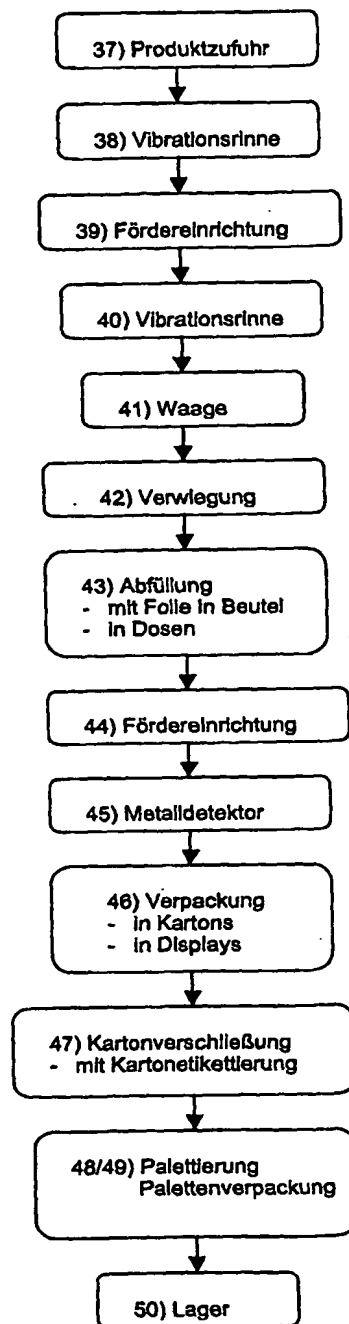 37) Produktzufuhr
38) Vibrationsrinne
39) Fördereinrichtung
40) Vibrationsrinne
41) Waage
42) Verwiegung
43) Abfüllung
- mit Folie in Beutel
- in Dosen
44) Fördereinrichtung
45) Metalldetektor
46) Verpackung
- in Kartons
- in Displays
47) Kartonverschließung
- mit Kartonetikettierung
48/49) Palettierung
Palettenverpackung
50) Lager